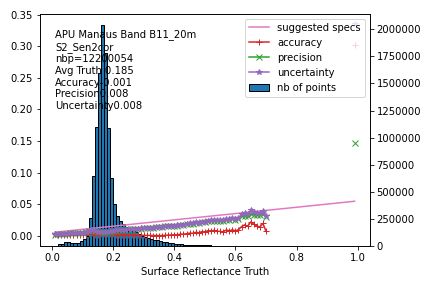 APU Manaus Band B11_20m
S2_Sen2cor
nbp=12200054
Avg Truth 0.185
Accuracy0.001
Precision0.008
Uncertainty0.008
suggested specs
accuracy
precision
uncertainty
nb of points
0.35
0.30
0.25
0.20
0.15
0.10
0.05
0.00
2000000
1750000
1500000
1250000
1000000
750000
500000
250000
0
0.0 0.2 0.4 0.6 0.8 1.0
Surface Reflectance Truth